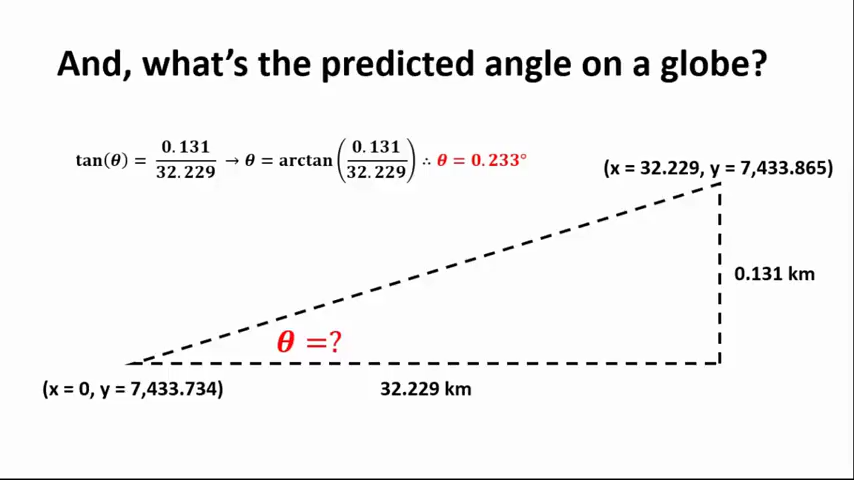 And, what's the predicted angle on a globe?
tan(θ) = 0.131/32.229 → θ = arctan(0.131/32.229) ∴ θ = 0.233°
(x = 32.229, y = 7,433.865)
0.131 km
θ =?
(x = 0, y = 7,433.734)
32.229 km